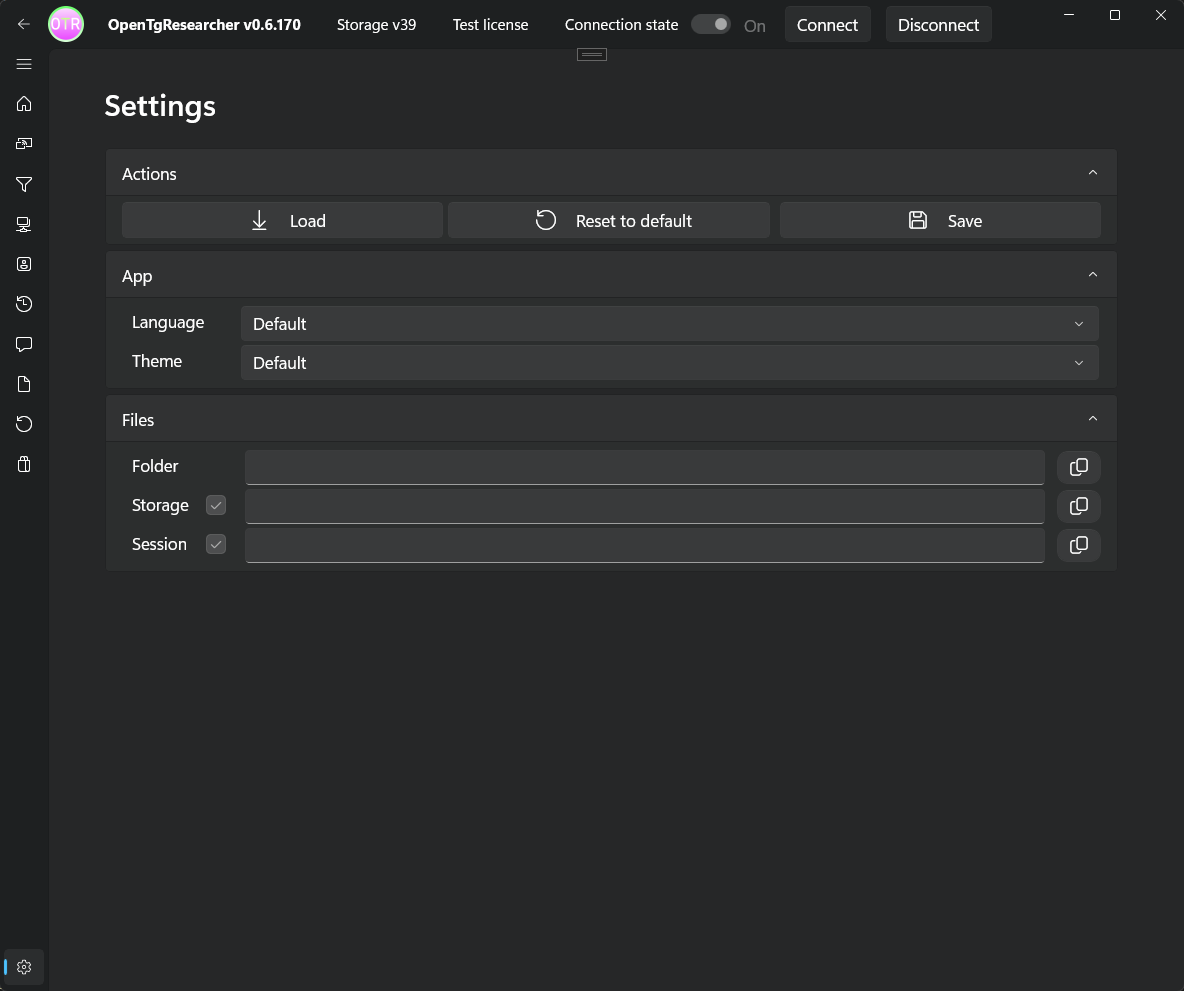 OTR OpenTgResearcher v0.6.170 Storage v39 Test license Connection state On Connect Disconnect
Settings
Actions
Load Reset to default Save
App
Language Default
Theme Default
Files
Folder
Storage
Session